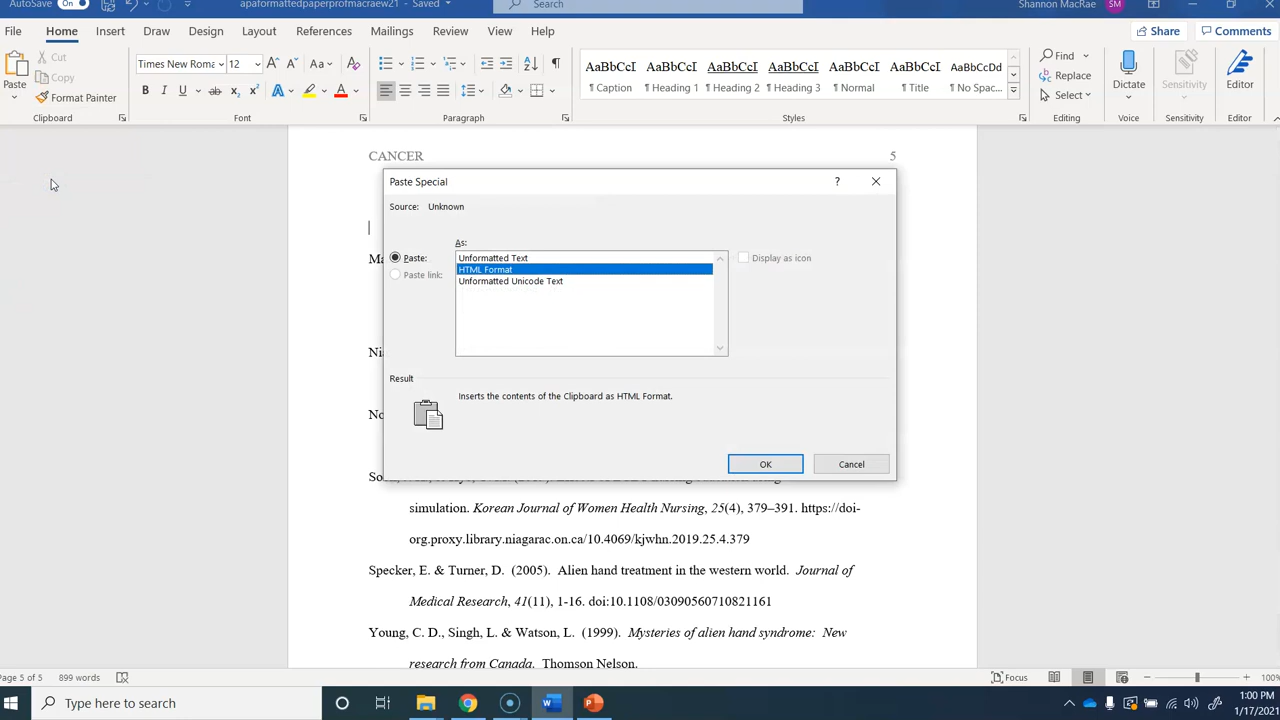 AutoSave On apaformattedpaperprofmacraew21 - Saved Search Shannon MacRae SM
File Home Insert Draw Design Layout References Mailings Review View Help Share Comments
Paste Cut Copy Format Painter
Times New Roma 12 Aa
B I U ab x2 x2 A A
AaBbCcI AaBbCcI AaBbCcI AaBbCcI AaBbCcI AaBbCcI AaBbCcDd
¶ Caption ¶ Heading 1 ¶ Heading 2 ¶ Heading 3 ¶ Normal ¶ Title ¶ No Spac...
Find Replace Select Dictate Sensitivity Editor
Clipboard Font Paragraph Styles Editing Voice Sensitivity Editor
CANCER 5
Paste Special ?
Source: Unknown
As:
Paste: Unformatted Text Display as icon
HTML Format
Paste link: Unformatted Unicode Text
Result
Inserts the contents of the Clipboard as HTML Format.
OK Cancel
simulation. Korean Journal of Women Health Nursing, 25(4), 379–391. https://doi-
org.proxy.library.niagarac.on.ca/10.4069/kjwhn.2019.25.4.379
Specker, E. & Turner, D. (2005). Alien hand treatment in the western world. Journal of
Medical Research, 41(11), 1-16. doi:10.1108/03090560710821161
Young, C. D., Singh, L. & Watson, L. (1999). Mysteries of alien hand syndrome: New
research from Canada. Thomson Nelson.
Page 5 of 5 899 words Focus 100%
Type here to search
1:00 PM
1/17/2021